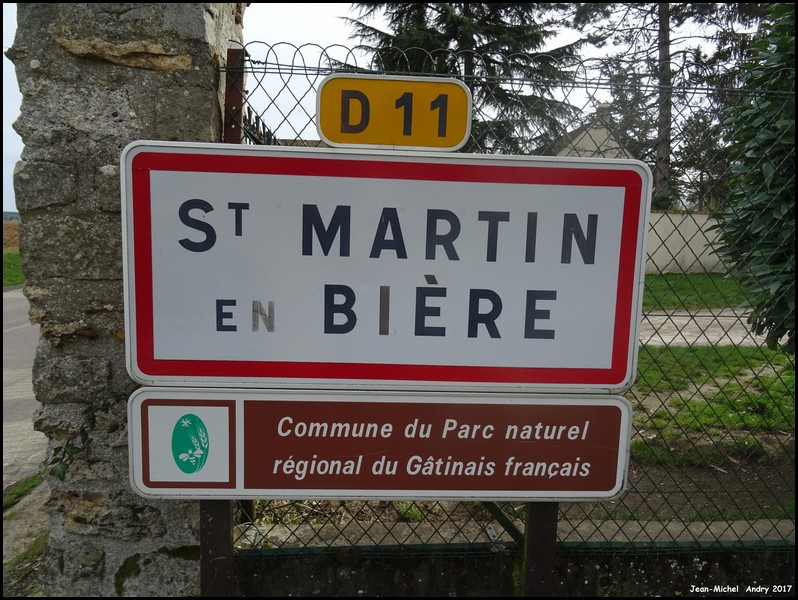 D 11
ST MARTIN
EN BIÈRE
Commune du Parc naturel
régional du Gâtinais français
Jean-Michel Andry 2017